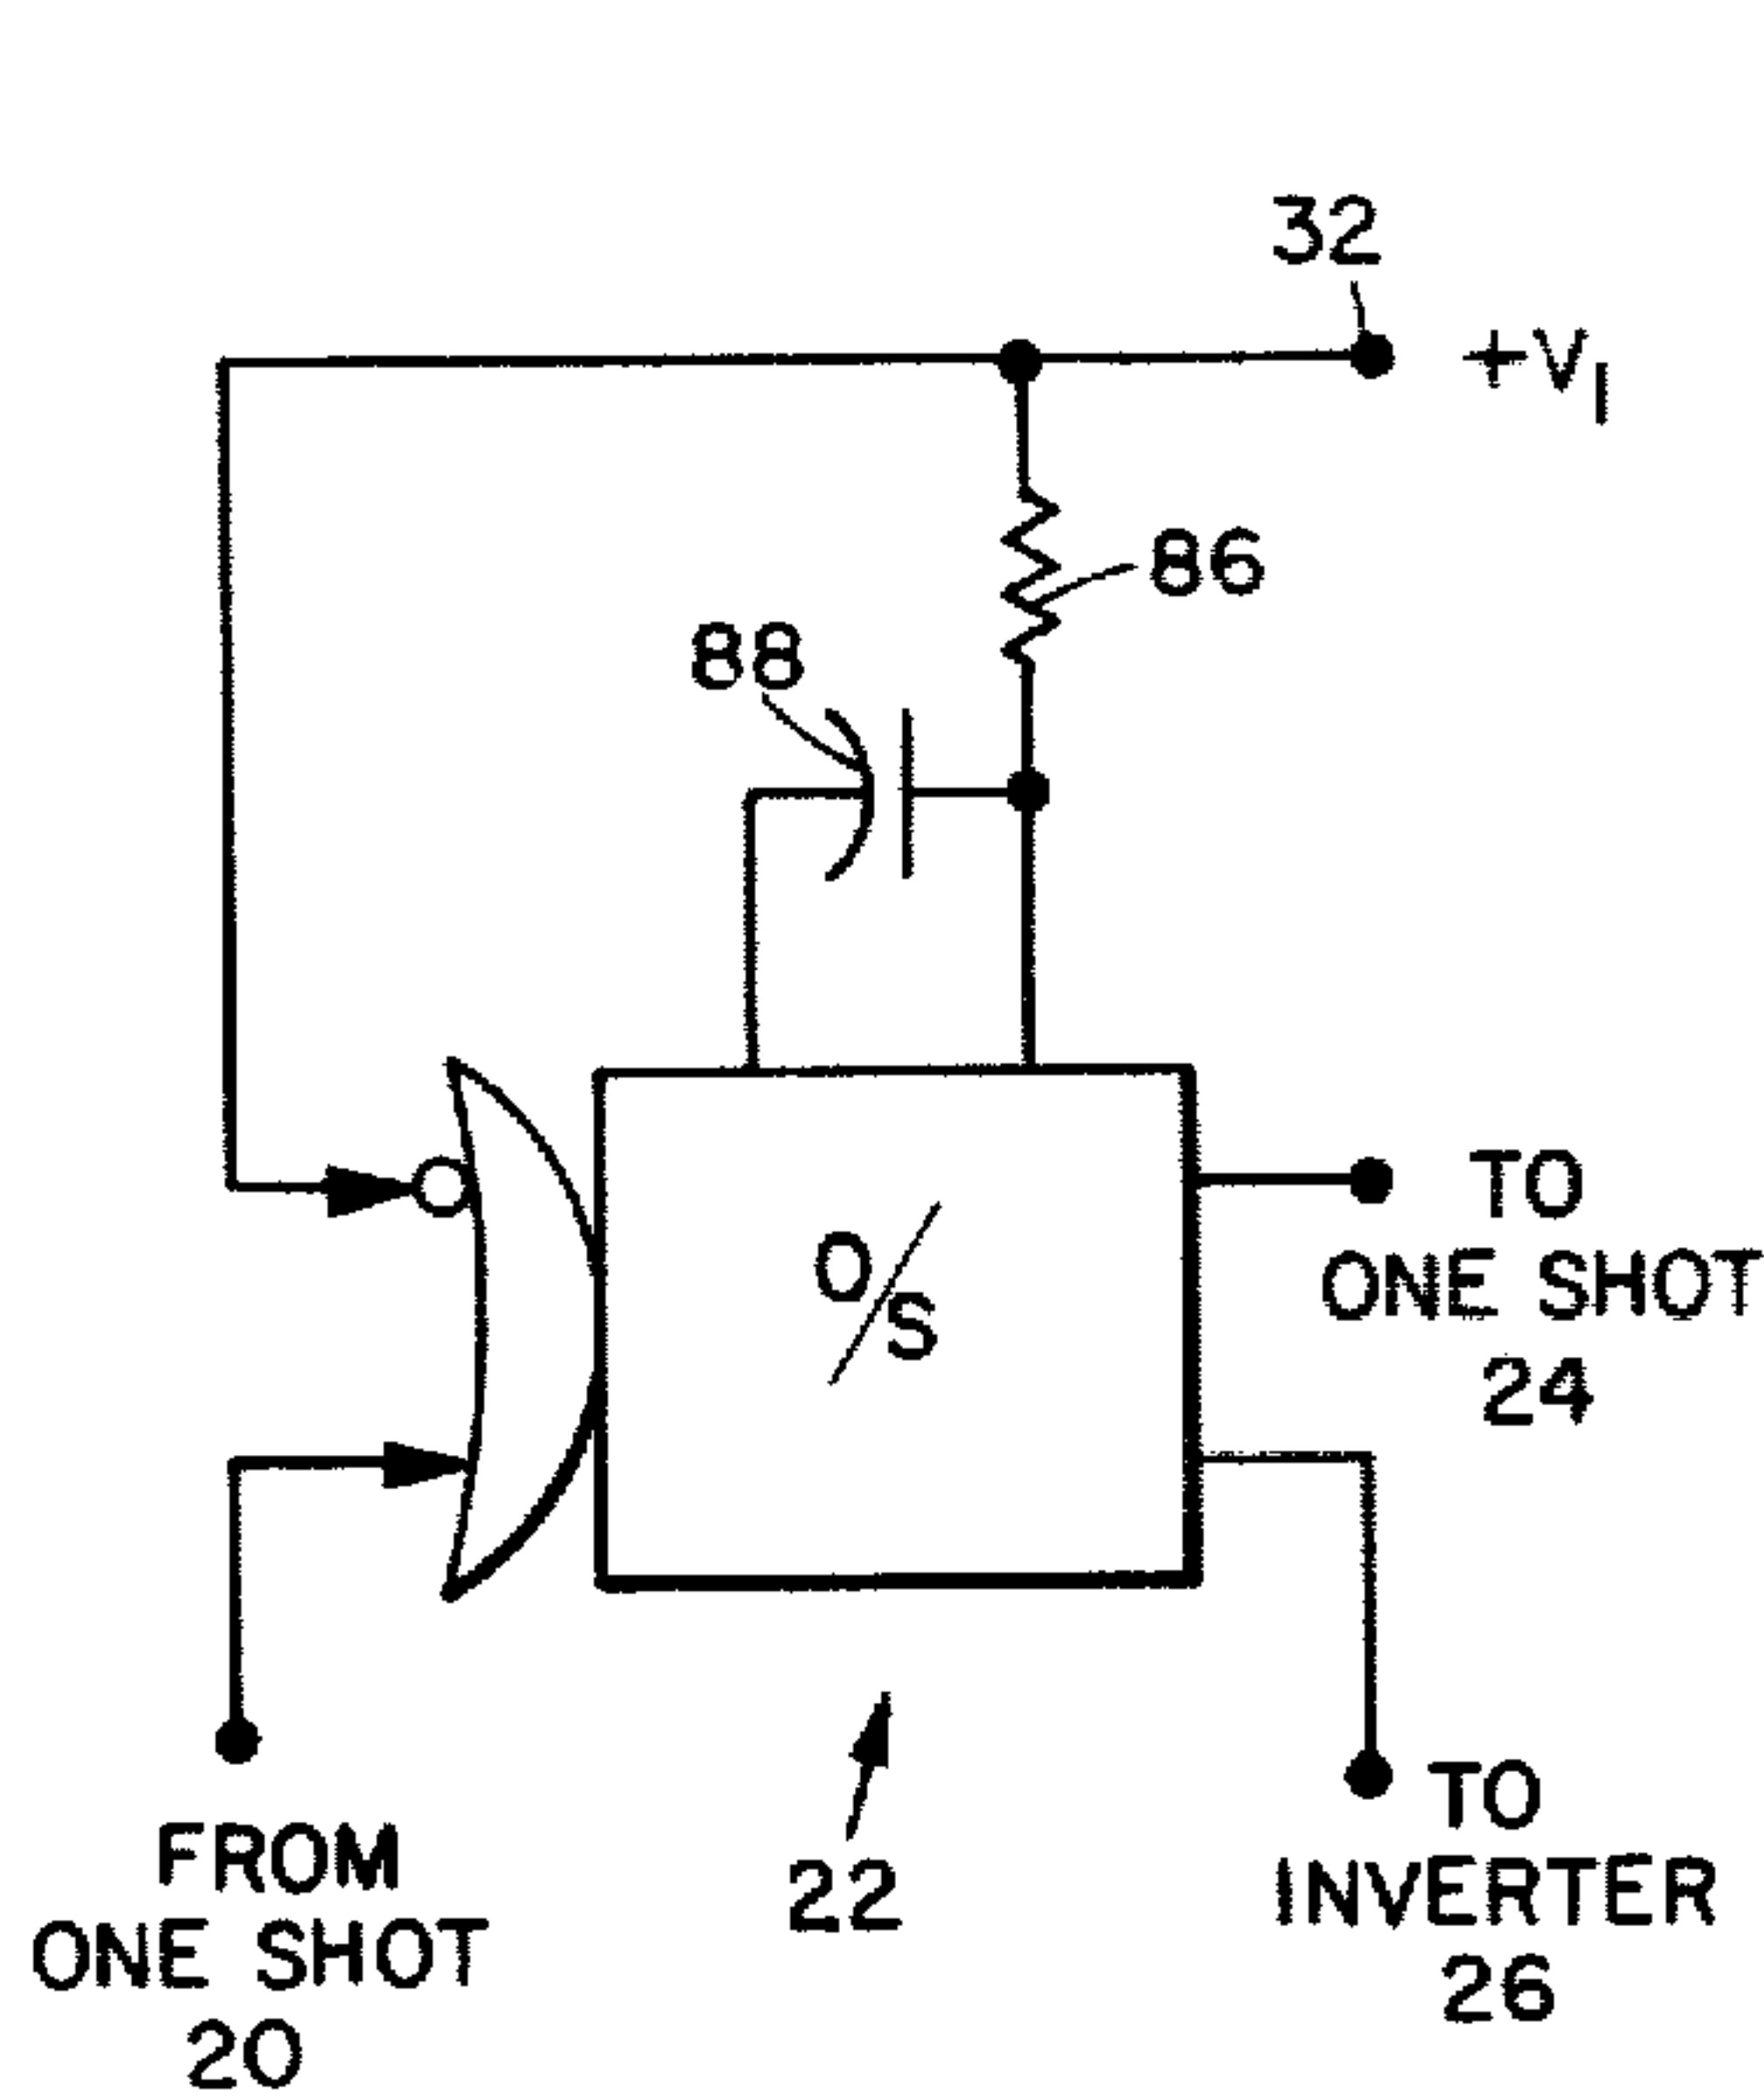 32
+V1
86
88
O/S
TO
ONE SHOT
24
22
FROM
ONE SHOT
20
TO
INVERTER
26